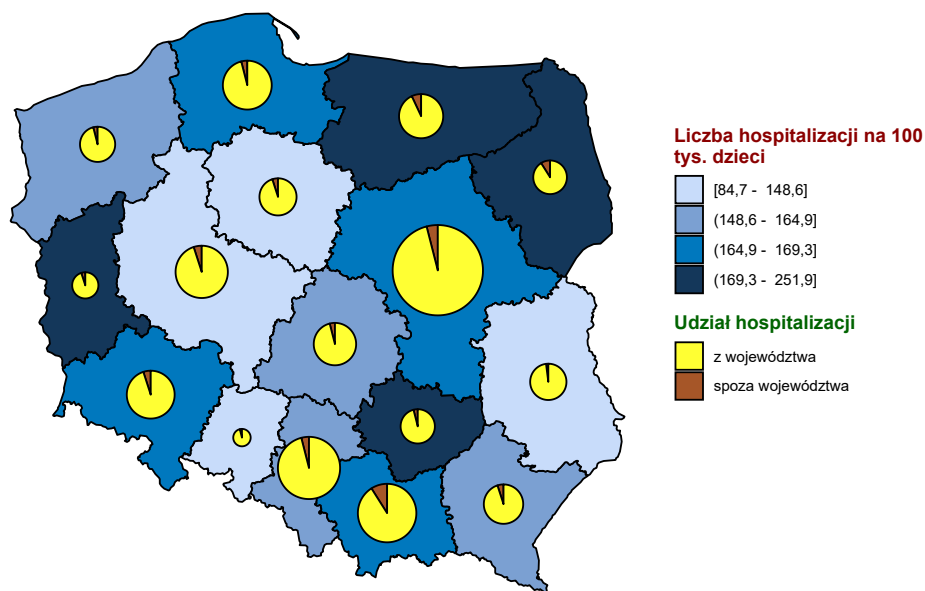 Liczba hospitalizacji na 100
tys. dzieci
[84,7 - 148,6]
(148,6 - 164,9]
(164,9 - 169,3]
(169,3 - 251,9]
Udział hospitalizacji
z województwa
spoza województwa